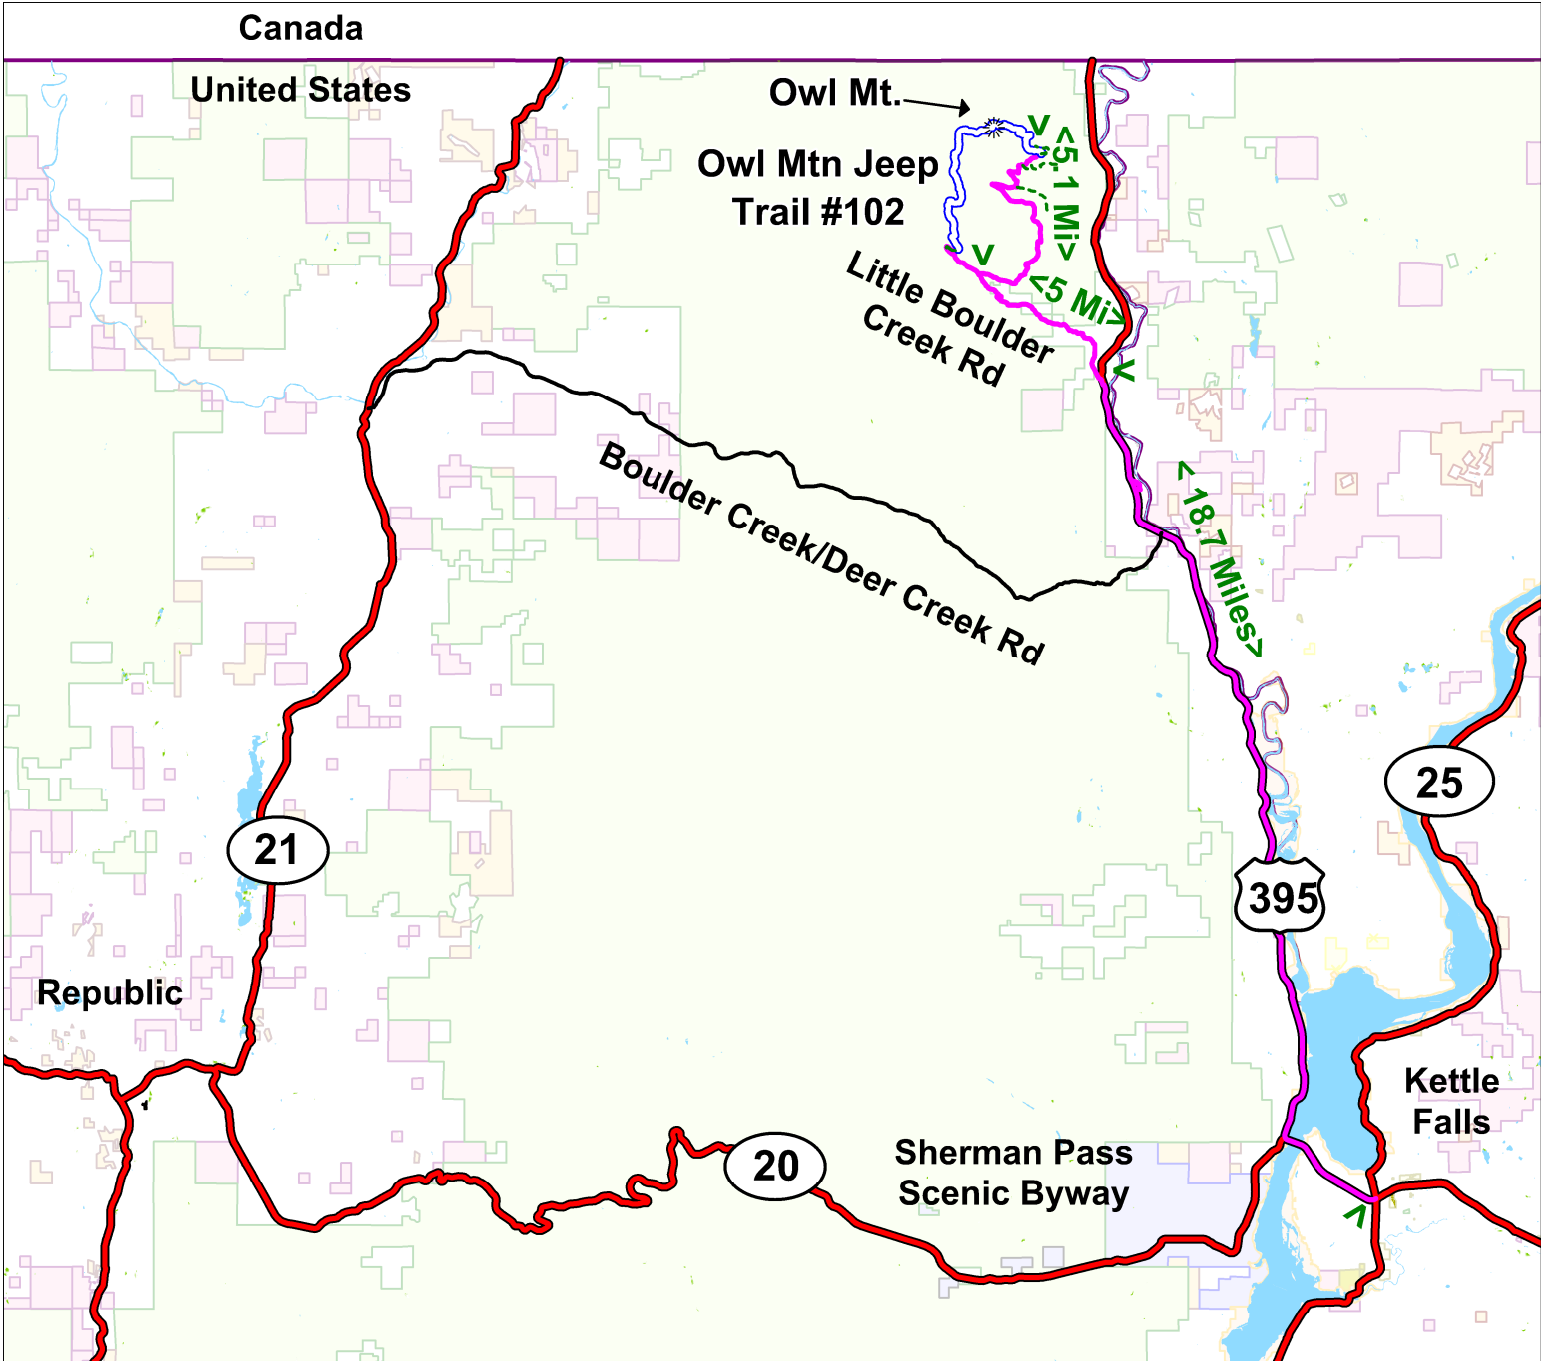 Canada
United States
Owl Mt.
Owl Mtn Jeep
Trail #102
<5.1 Mi>
<5 Mi>
Little Boulder
Creek Rd
Boulder Creek/Deer Creek Rd
< 18.7 Miles>
25
21
395
Republic
Kettle
Falls
20
Sherman Pass
Scenic Byway